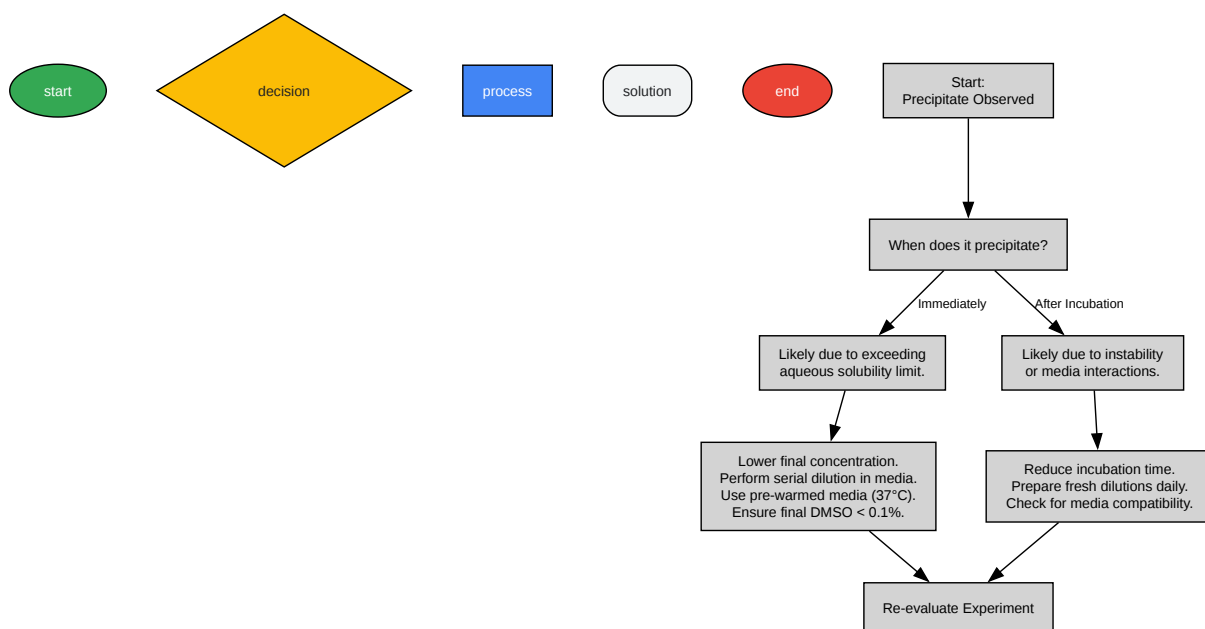 start
decision
process
solution
end
Start:
Precipitate Observed
When does it precipitate?
Immediately
After Incubation
Likely due to exceeding
aqueous solubility limit.
Likely due to instability
or media interactions.
Lower final concentration.
Perform serial dilution in media.
Use pre-warmed media (37°C).
Ensure final DMSO < 0.1%.
Reduce incubation time.
Prepare fresh dilutions daily.
Check for media compatibility.
Re-evaluate Experiment